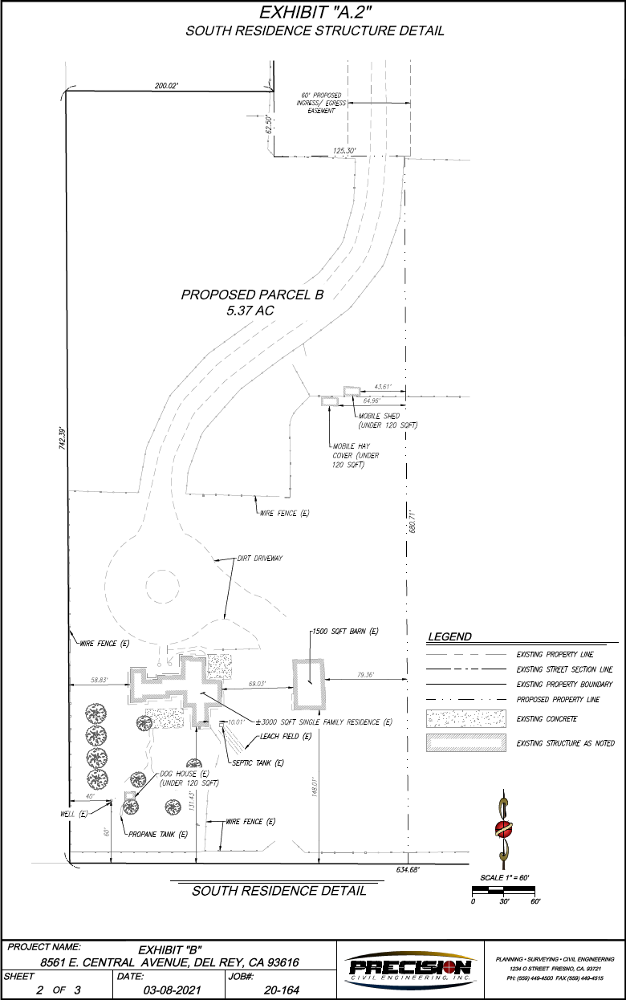 EXHIBIT "A.2"
SOUTH RESIDENCE STRUCTURE DETAIL
200.02'
60' PROPOSED
INGRESS/ EGRESS
EASEMENT
62.50'
125.30'
PROPOSED PARCEL B
5.37 AC
43.61'
64.96'
MOBILE SHED
(UNDER 120 SQFT)
MOBILE HAY
COVER (UNDER
120 SQFT)
742.39'
WIRE FENCE (E)
680.71'
DIRT DRIVEWAY
1500 SQFT BARN (E)
WIRE FENCE (E)
58.83'
69.03'
79.36'
10.01'
±3000 SQFT SINGLE FAMILY RESIDENCE (E)
LEACH FIELD (E)
SEPTIC TANK (E)
DOG HOUSE (E)
(UNDER 120 SQFT)
40'
131.43'
148.01'
WELL (E)
60'
WIRE FENCE (E)
PROPANE TANK (E)
634.68'
SOUTH RESIDENCE DETAIL
LEGEND
EXISTING PROPERTY LINE
EXISTING STREET SECTION LINE
EXISTING PROPERTY BOUNDARY
PROPOSED PROPERTY LINE
EXISTING CONCRETE
EXISTING STRUCTURE AS NOTED
SCALE 1" = 60'
0 30' 60'
PROJECT NAME: EXHIBIT "B"
8561 E. CENTRAL AVENUE, DEL REY, CA 93616
SHEET
2 OF 3
DATE:
03-08-2021
JOB#:
20-164
PRECISION
CIVIL ENGINEERING, INC.
PLANNING • SURVEYING • CIVIL ENGINEERING
1234 O STREET FRESNO, CA. 93721
PH: (559) 449-4500 FAX (559) 449-4515